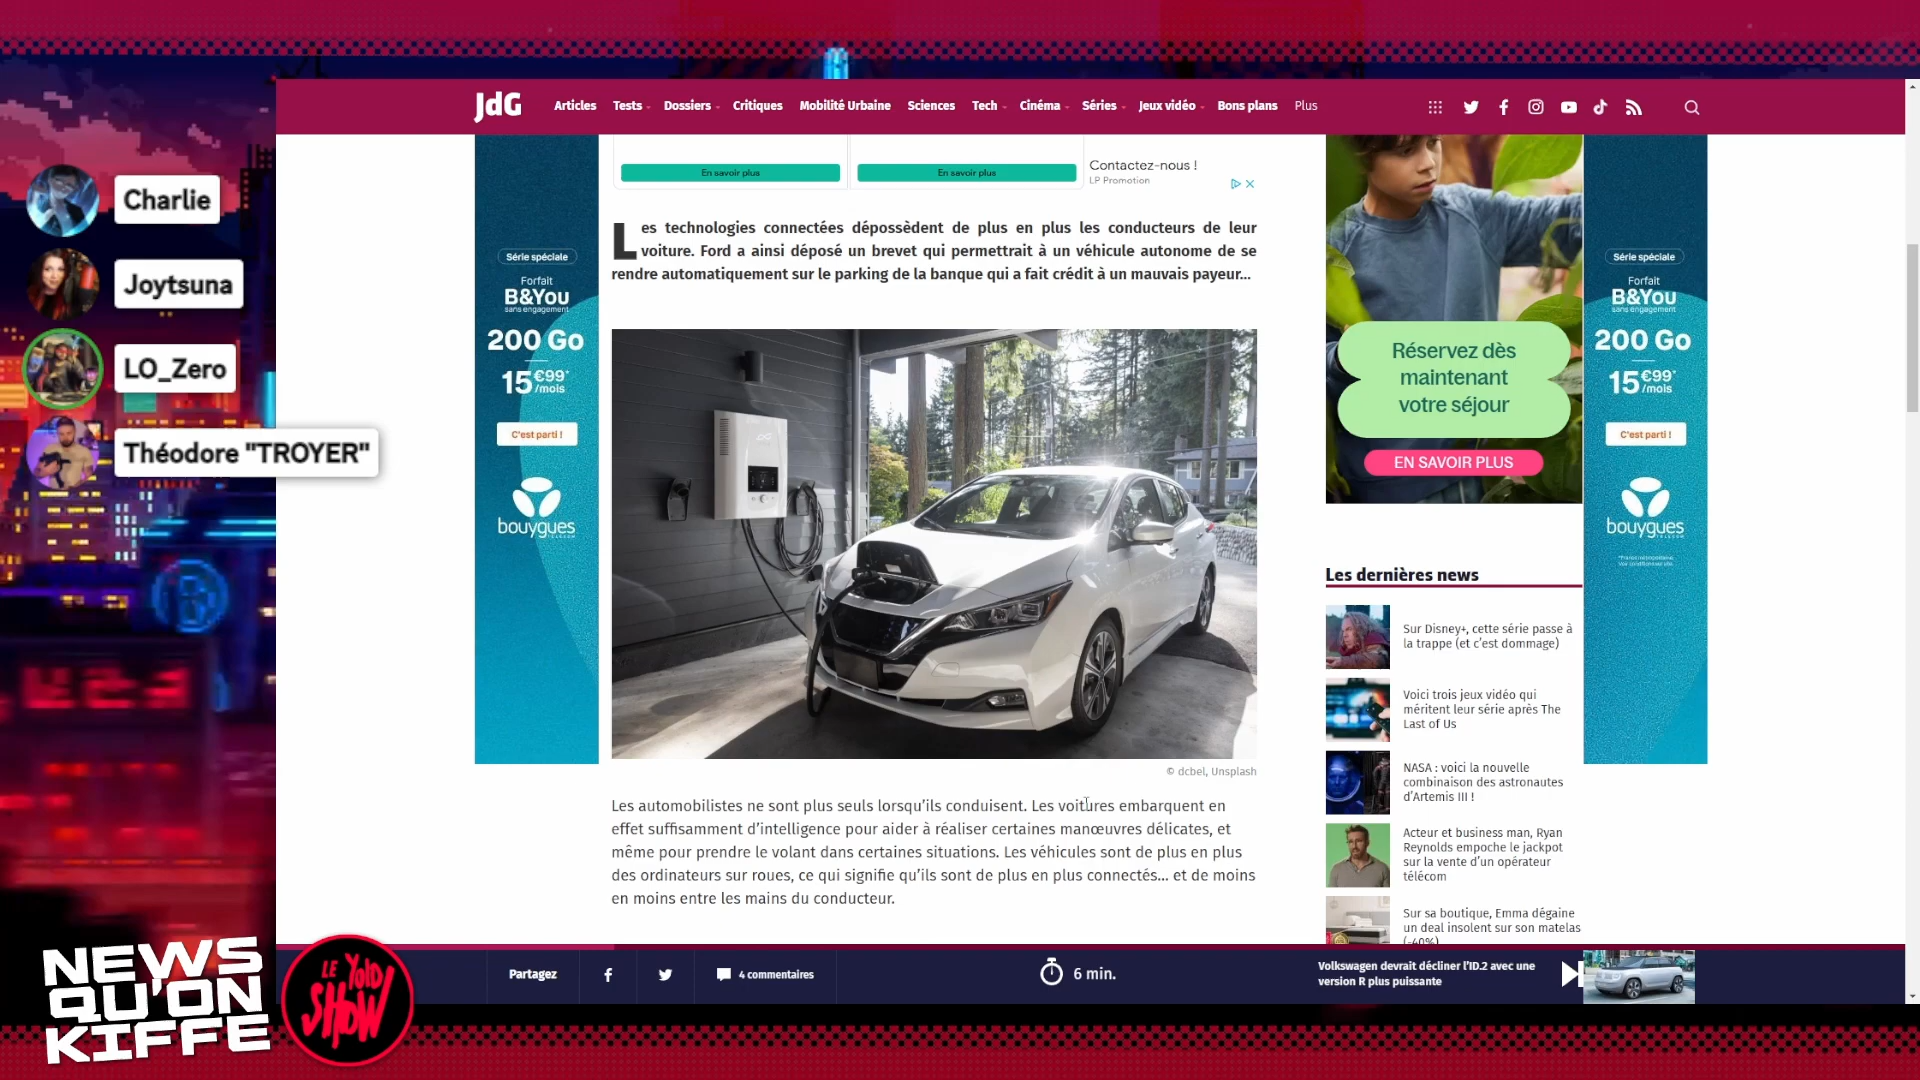 JdG
Articles Tests Dossiers Critiques Mobilité Urbaine Sciences Tech Cinéma Séries Jeux vidéo Bons plans Plus
En savoir plus
En savoir plus
Contactez-nous !
LP Promotion
Charlie
Joytsuna
LO_Zero
Théodore "TROYER"
Série spéciale
Forfait
B&You
sans engagement
200 Go
15€99*
/mois
C'est parti !
bouygues
Les technologies connectées dépossèdent de plus en plus les conducteurs de leur
voiture. Ford a ainsi déposé un brevet qui permettrait à un véhicule autonome de se
rendre automatiquement sur le parking de la banque qui a fait crédit à un mauvais payeur…
© dcbel, Unsplash
Les automobilistes ne sont plus seuls lorsqu'ils conduisent. Les voitures embarquent en
effet suffisamment d'intelligence pour aider à réaliser certaines manœuvres délicates, et
même pour prendre le volant dans certaines situations. Les véhicules sont de plus en plus
des ordinateurs sur roues, ce qui signifie qu'ils sont de plus en plus connectés… et de moins
en moins entre les mains du conducteur.
Réservez dès
maintenant
votre séjour
EN SAVOIR PLUS
Série spéciale
Forfait
B&You
sans engagement
200 Go
15€99*
/mois
C'est parti !
bouygues
Les dernières news
Sur Disney+, cette série passe à
la trappe (et c'est dommage)
Voici trois jeux vidéo qui
méritent leur série après The
Last of Us
NASA : voici la nouvelle
combinaison des astronautes
d'Artemis III !
Acteur et business man, Ryan
Reynolds empoche le jackpot
sur la vente d'un opérateur
télécom
Sur sa boutique, Emma dégaine
un deal insolent sur son matelas
(-40%)
NEWS
QU'ON
KIFFE
LE Yolo
SHOW
Partagez
4 commentaires
6 min.
Volkswagen devrait décliner l'ID.2 avec une
version R plus puissante